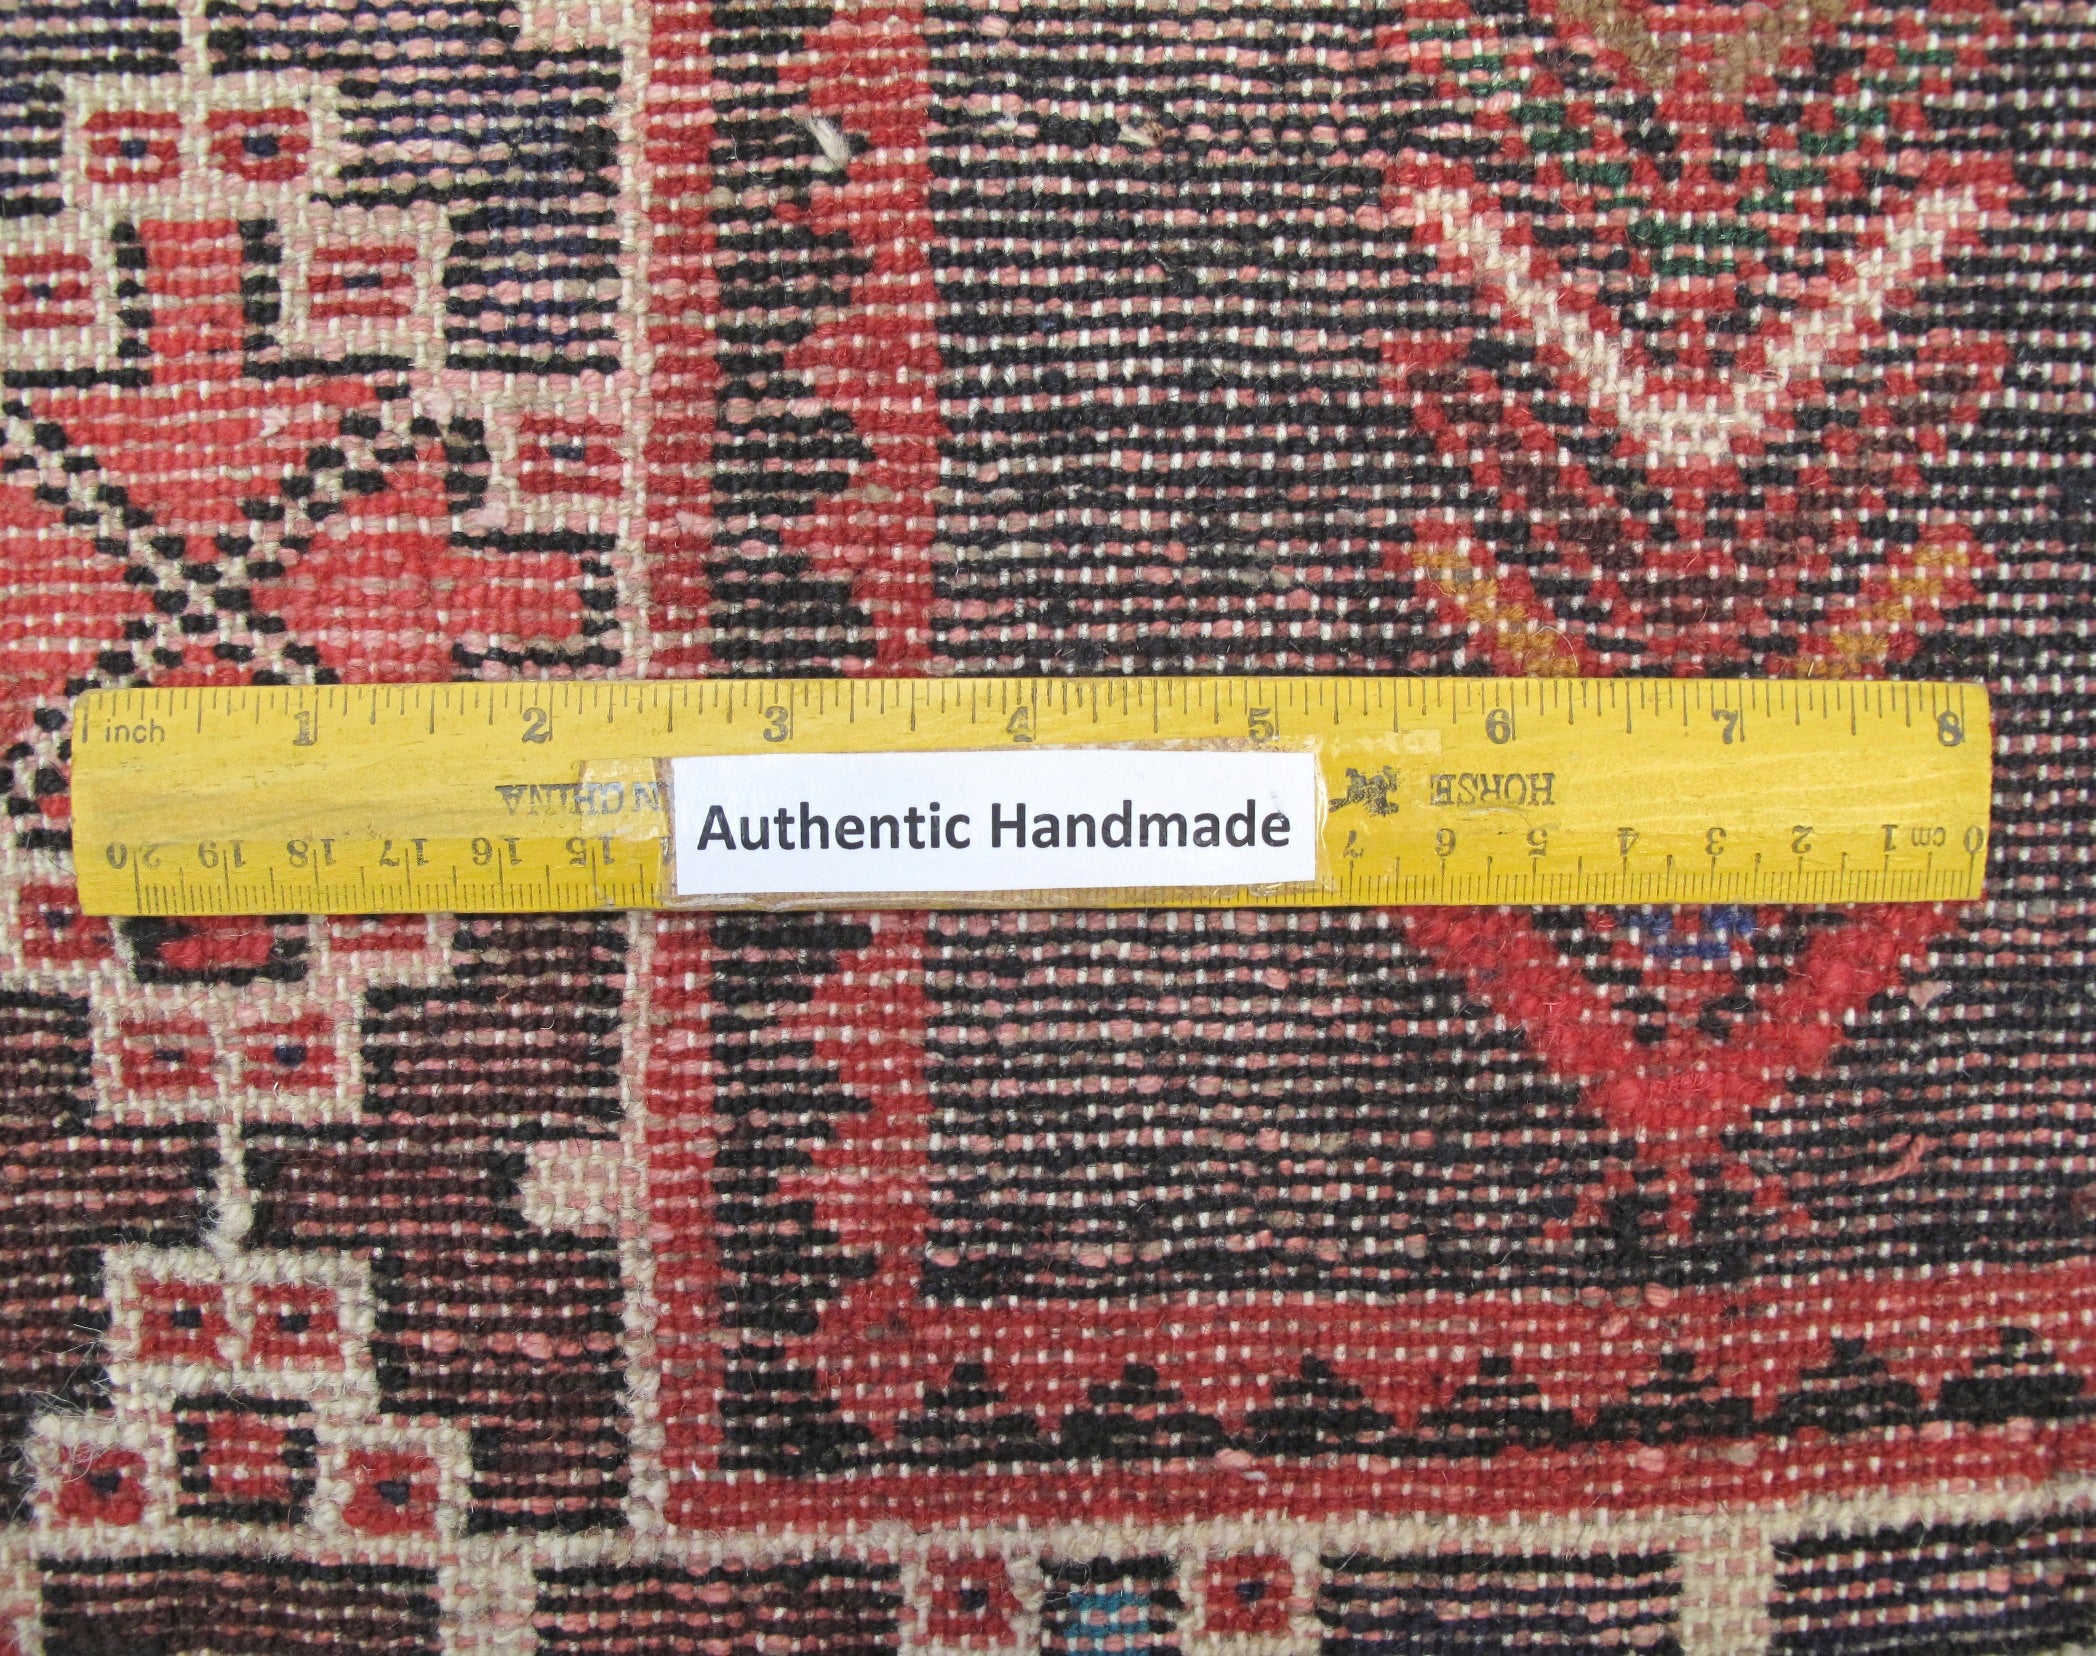 inch 1 2 3 4 5 6 7 8
N CHINA
HORSE
Authentic Handmade
0 cm 1 2 3 4 5 6 7 15 16 17 18 19 20